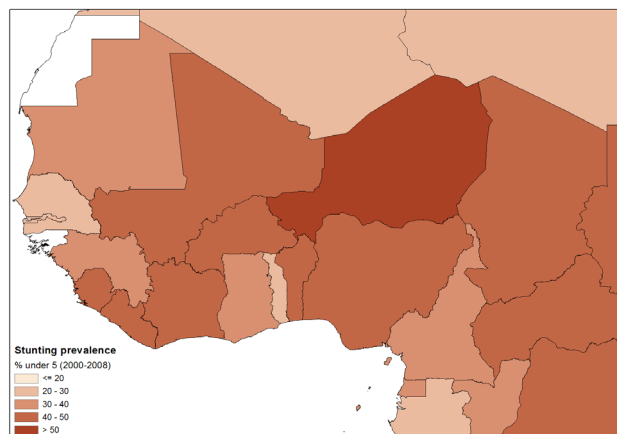 Stunting prevalence
% under 5 (2000-2008)
<= 20
20 - 30
30 - 40
40 - 50
> 50